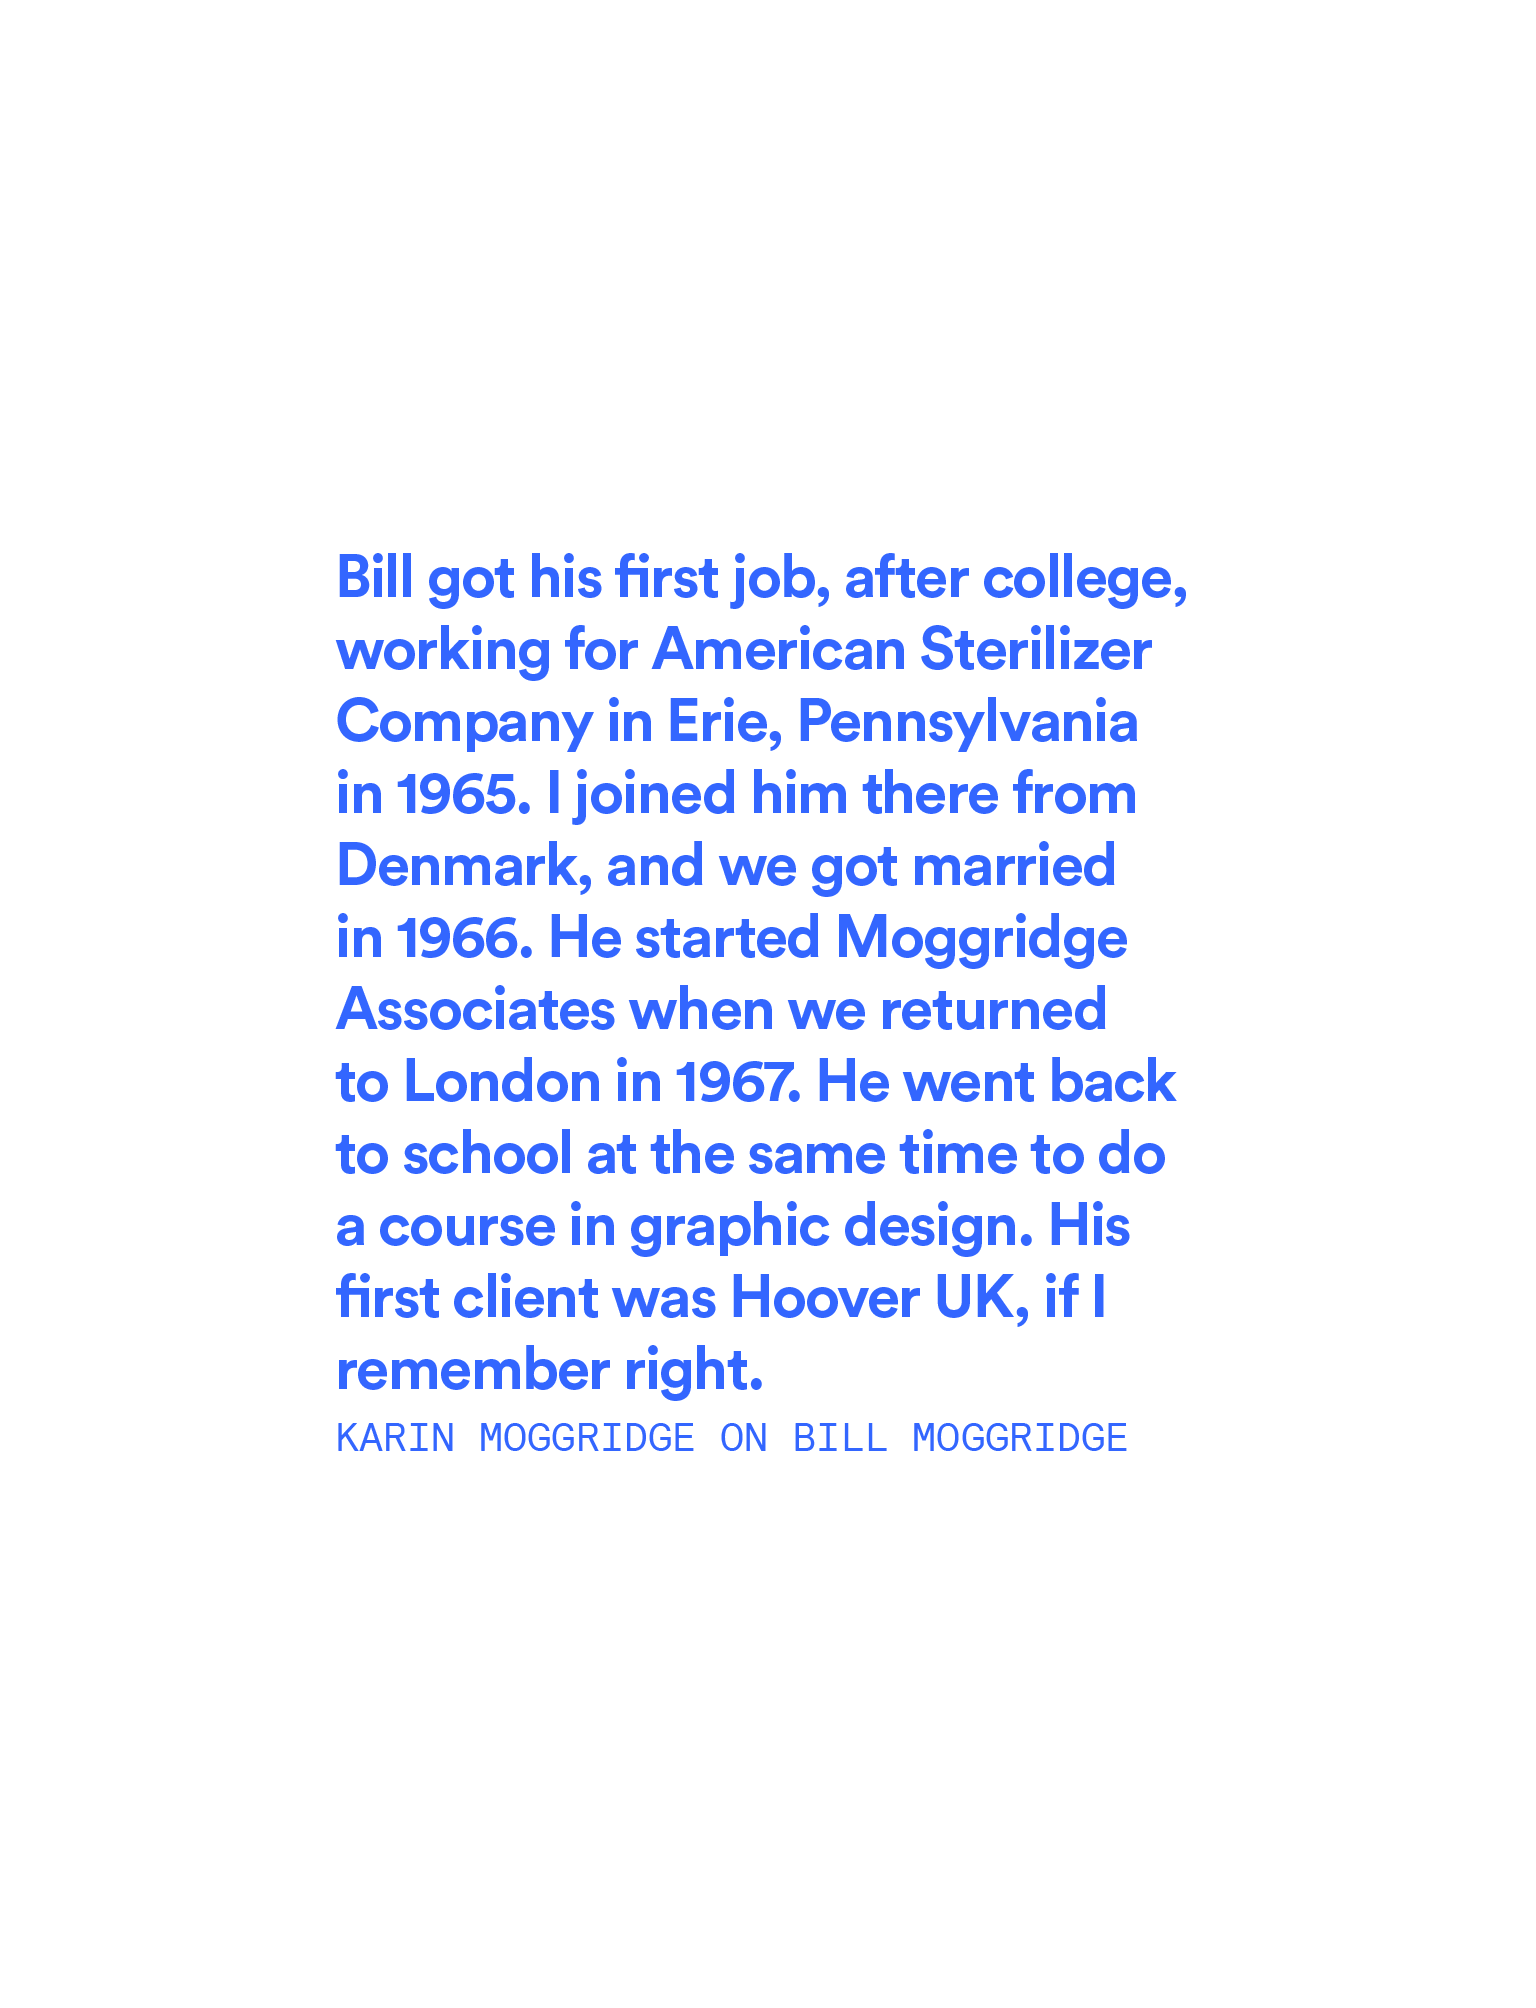 Bill got his first job, after college,
working for American Sterilizer
Company in Erie, Pennsylvania
in 1965. I joined him there from
Denmark, and we got married
in 1966. He started Moggridge
Associates when we returned
to London in 1967. He went back
to school at the same time to do
a course in graphic design. His
first client was Hoover UK, if I
remember right.
KARIN MOGGRIDGE ON BILL MOGGRIDGE